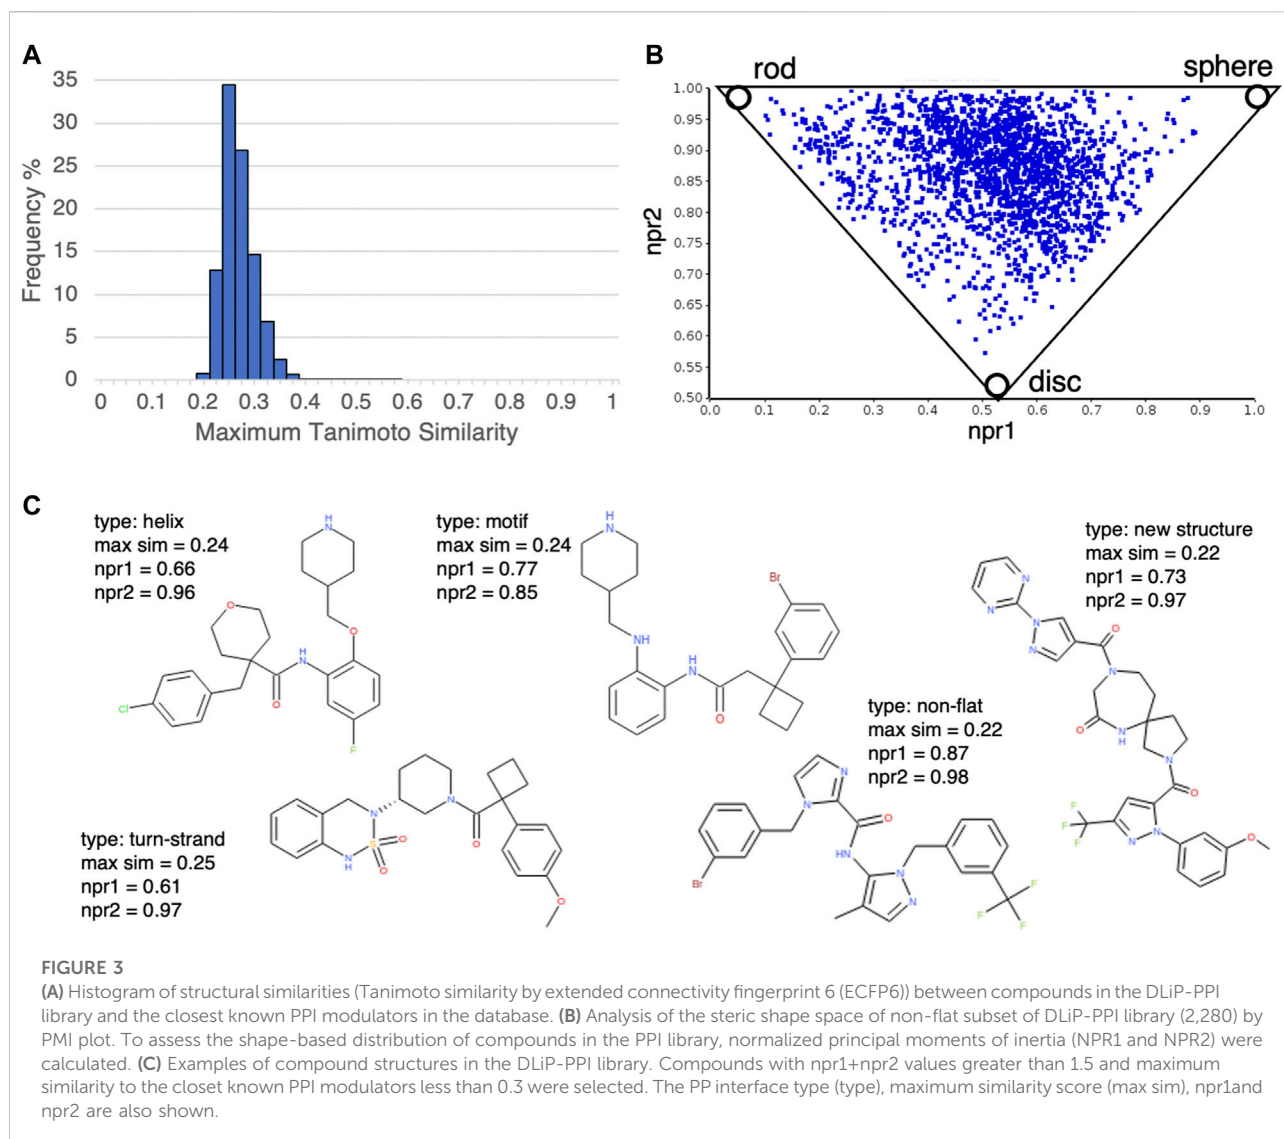 A
35
30
25
20
15
10
5
0
Frequency %
0 0.1 0.2 0.3 0.4 0.5 0.6 0.7 0.8 0.9 1
Maximum Tanimoto Similarity
B
rod
sphere
disc
1.00
0.95
0.90
0.85
0.80
0.75
0.70
0.65
0.60
0.55
0.50
npr2
0.0 0.1 0.2 0.3 0.4 0.5 0.6 0.7 0.8 0.9 1.0
npr1
C
type: helix
max sim = 0.24
npr1 = 0.66
npr2 = 0.96
H
N
O
O
H
N
O
Cl
F
type: motif
max sim = 0.24
npr1 = 0.77
npr2 = 0.85
H
N
NH
H
N
O
Br
type: new structure
max sim = 0.22
npr1 = 0.73
npr2 = 0.97
N
N
N
N
O
N
O
N
H
N
O
F
F
F
N
N
O
type: turn-strand
max sim = 0.25
npr1 = 0.61
npr2 = 0.97
N
N
S
O
O
N
H
O
O
type: non-flat
max sim = 0.22
npr1 = 0.87
npr2 = 0.98
N
N
O
HN
Br
N
N
F
F
F
FIGURE 3
(A) Histogram of structural similarities (Tanimoto similarity by extended connectivity fingerprint 6 (ECFP6)) between compounds in the DLiP-PPI
library and the closest known PPI modulators in the database. (B) Analysis of the steric shape space of non-flat subset of DLiP-PPI library (2,280) by
PMI plot. To assess the shape-based distribution of compounds in the PPI library, normalized principal moments of inertia (NPR1 and NPR2) were
calculated. (C) Examples of compound structures in the DLiP-PPI library. Compounds with npr1+npr2 values greater than 1.5 and maximum
similarity to the closet known PPI modulators less than 0.3 were selected. The PP interface type (type), maximum similarity score (max sim), npr1and
npr2 are also shown.